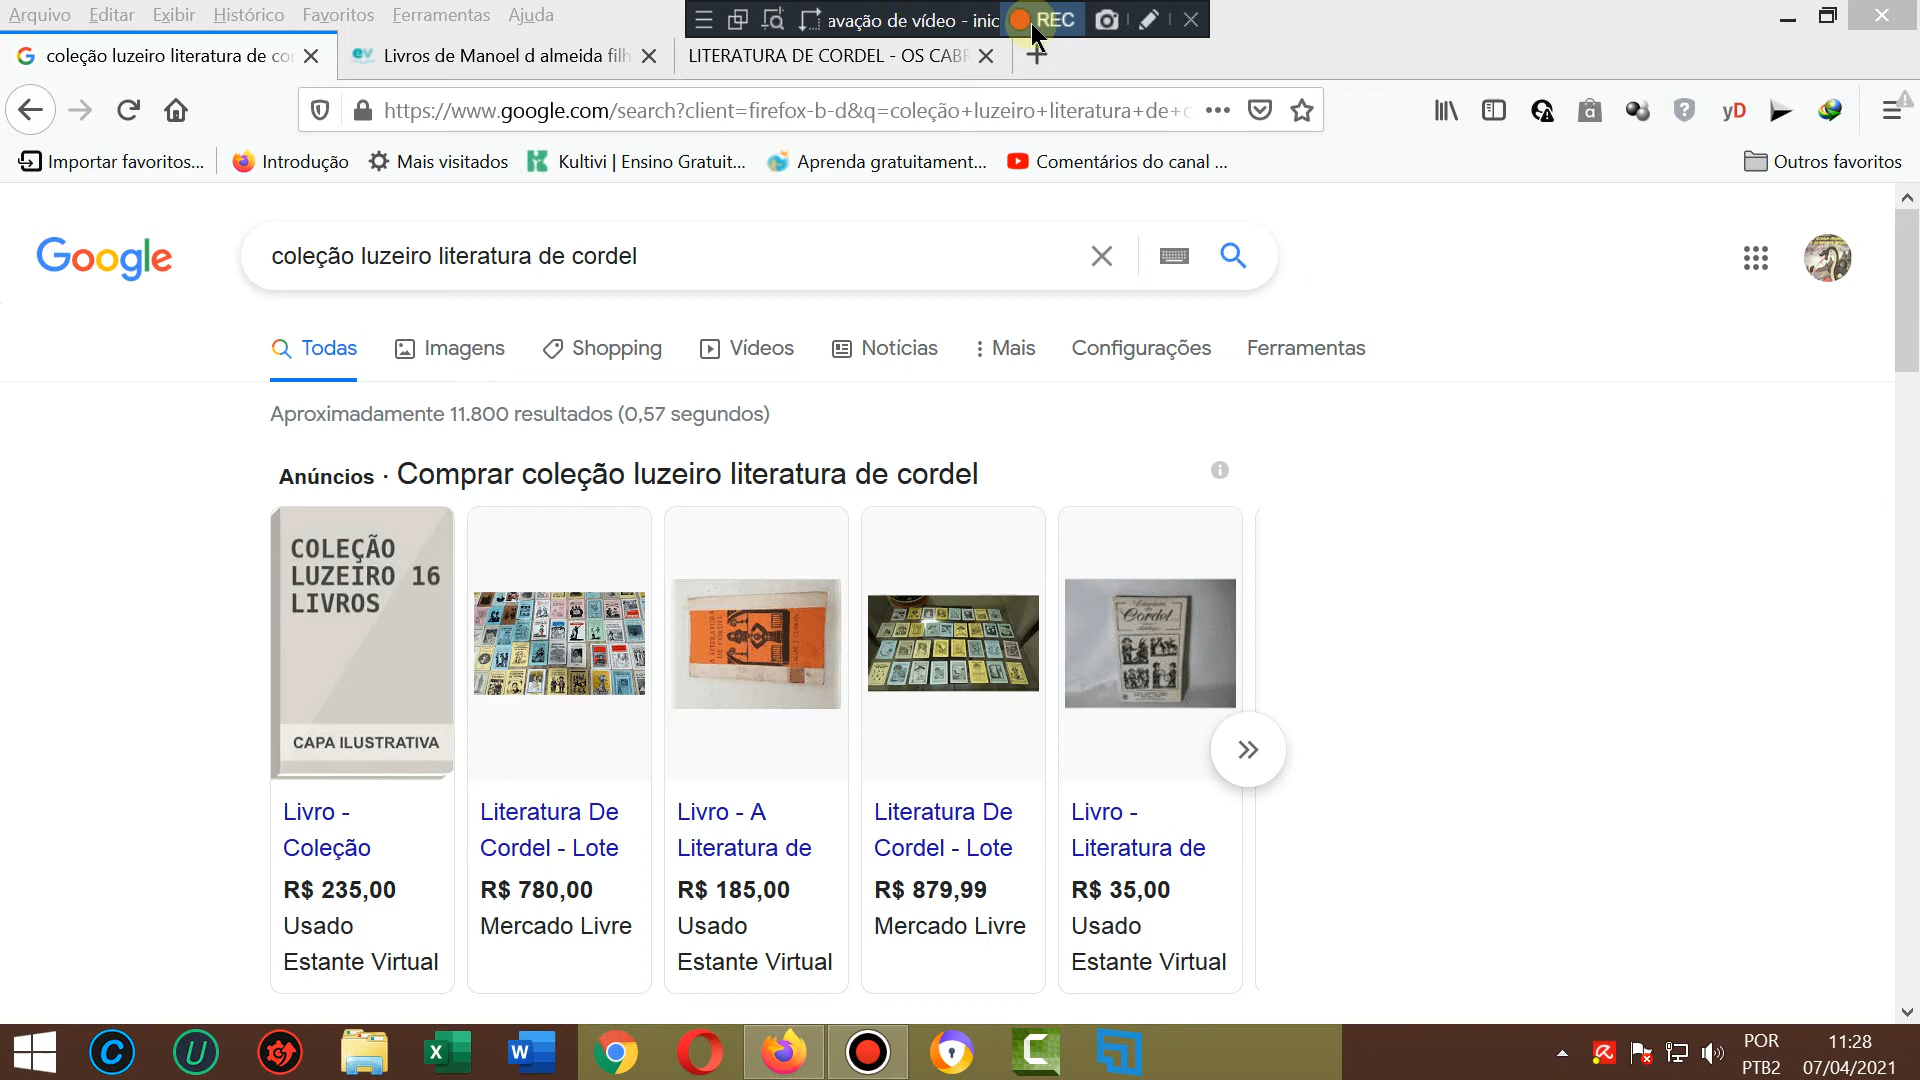 Arquivo Editar Exibir Histórico Favoritos Ferramentas Ajuda
avação de vídeo - inic REC
coleção luzeiro literatura de cor
Livros de Manoel d almeida filh
LITERATURA DE CORDEL - OS CABR
https://www.google.com/search?client=firefox-b-d&q=coleção+luzeiro+literatura+de+c
yD
Importar favoritos... Introdução Mais visitados Kultivi | Ensino Gratuit... Aprenda gratuitament... Comentários do canal ... Outros favoritos
Google
coleção luzeiro literatura de cordel
Todas Imagens Shopping Vídeos Notícias Mais Configurações Ferramentas
Aproximadamente 11.800 resultados (0,57 segundos)
Anúncios · Comprar coleção luzeiro literatura de cordel
COLEÇÃO
LUZEIRO 16
LIVROS
CAPA ILUSTRATIVA
Livro -
Coleção
R$ 235,00
Usado
Estante Virtual
Literatura De
Cordel - Lote
R$ 780,00
Mercado Livre
Livro - A
Literatura de
R$ 185,00
Usado
Estante Virtual
Literatura De
Cordel - Lote
R$ 879,99
Mercado Livre
Cordel
Livro -
Literatura de
R$ 35,00
Usado
Estante Virtual
POR
PTB2
11:28
07/04/2021